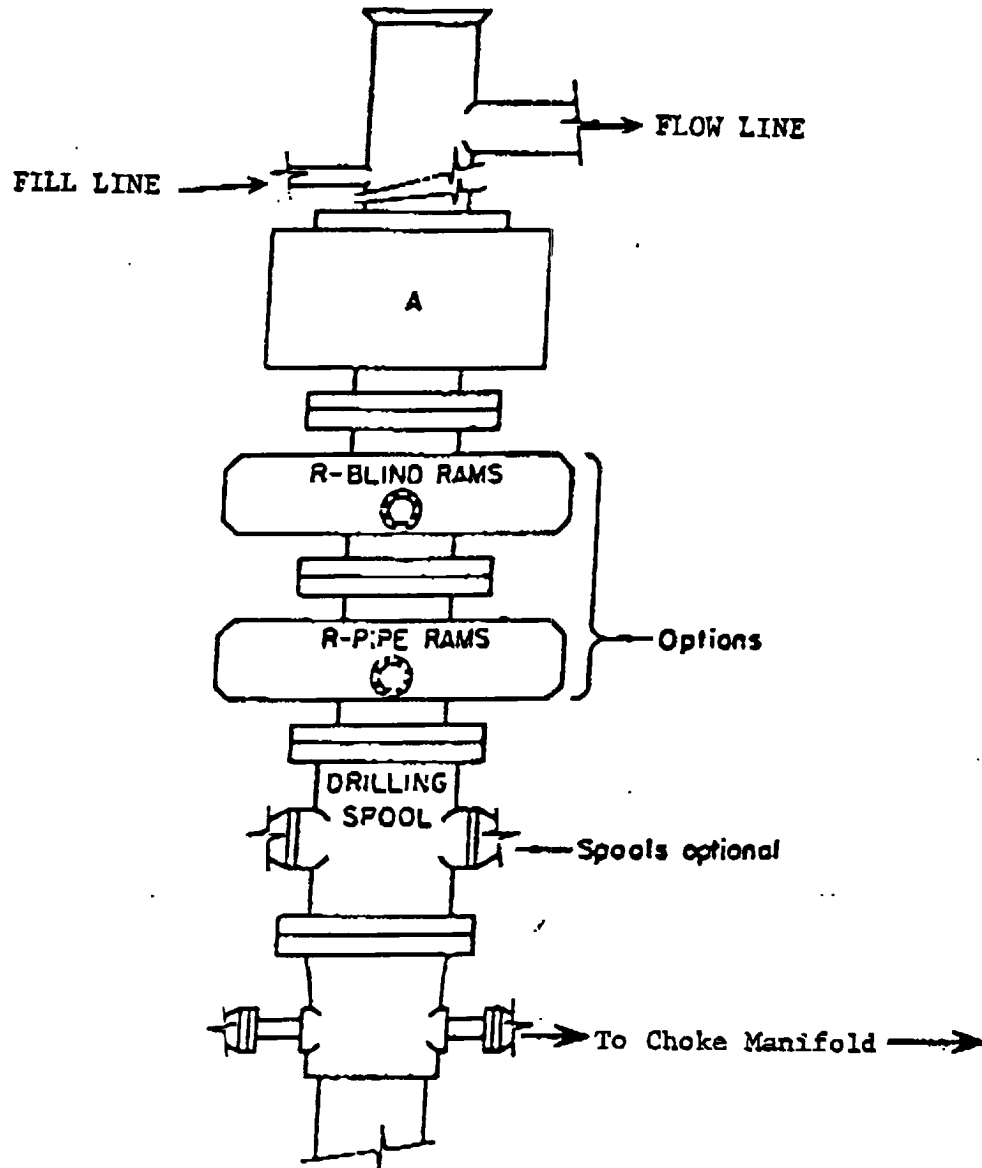 FLOW LINE
FILL LINE
A
R-BLIND RAMS
R-PIPE RAMS
Options
DRILLING
SPOOL
Spools optional
To Choke Manifold